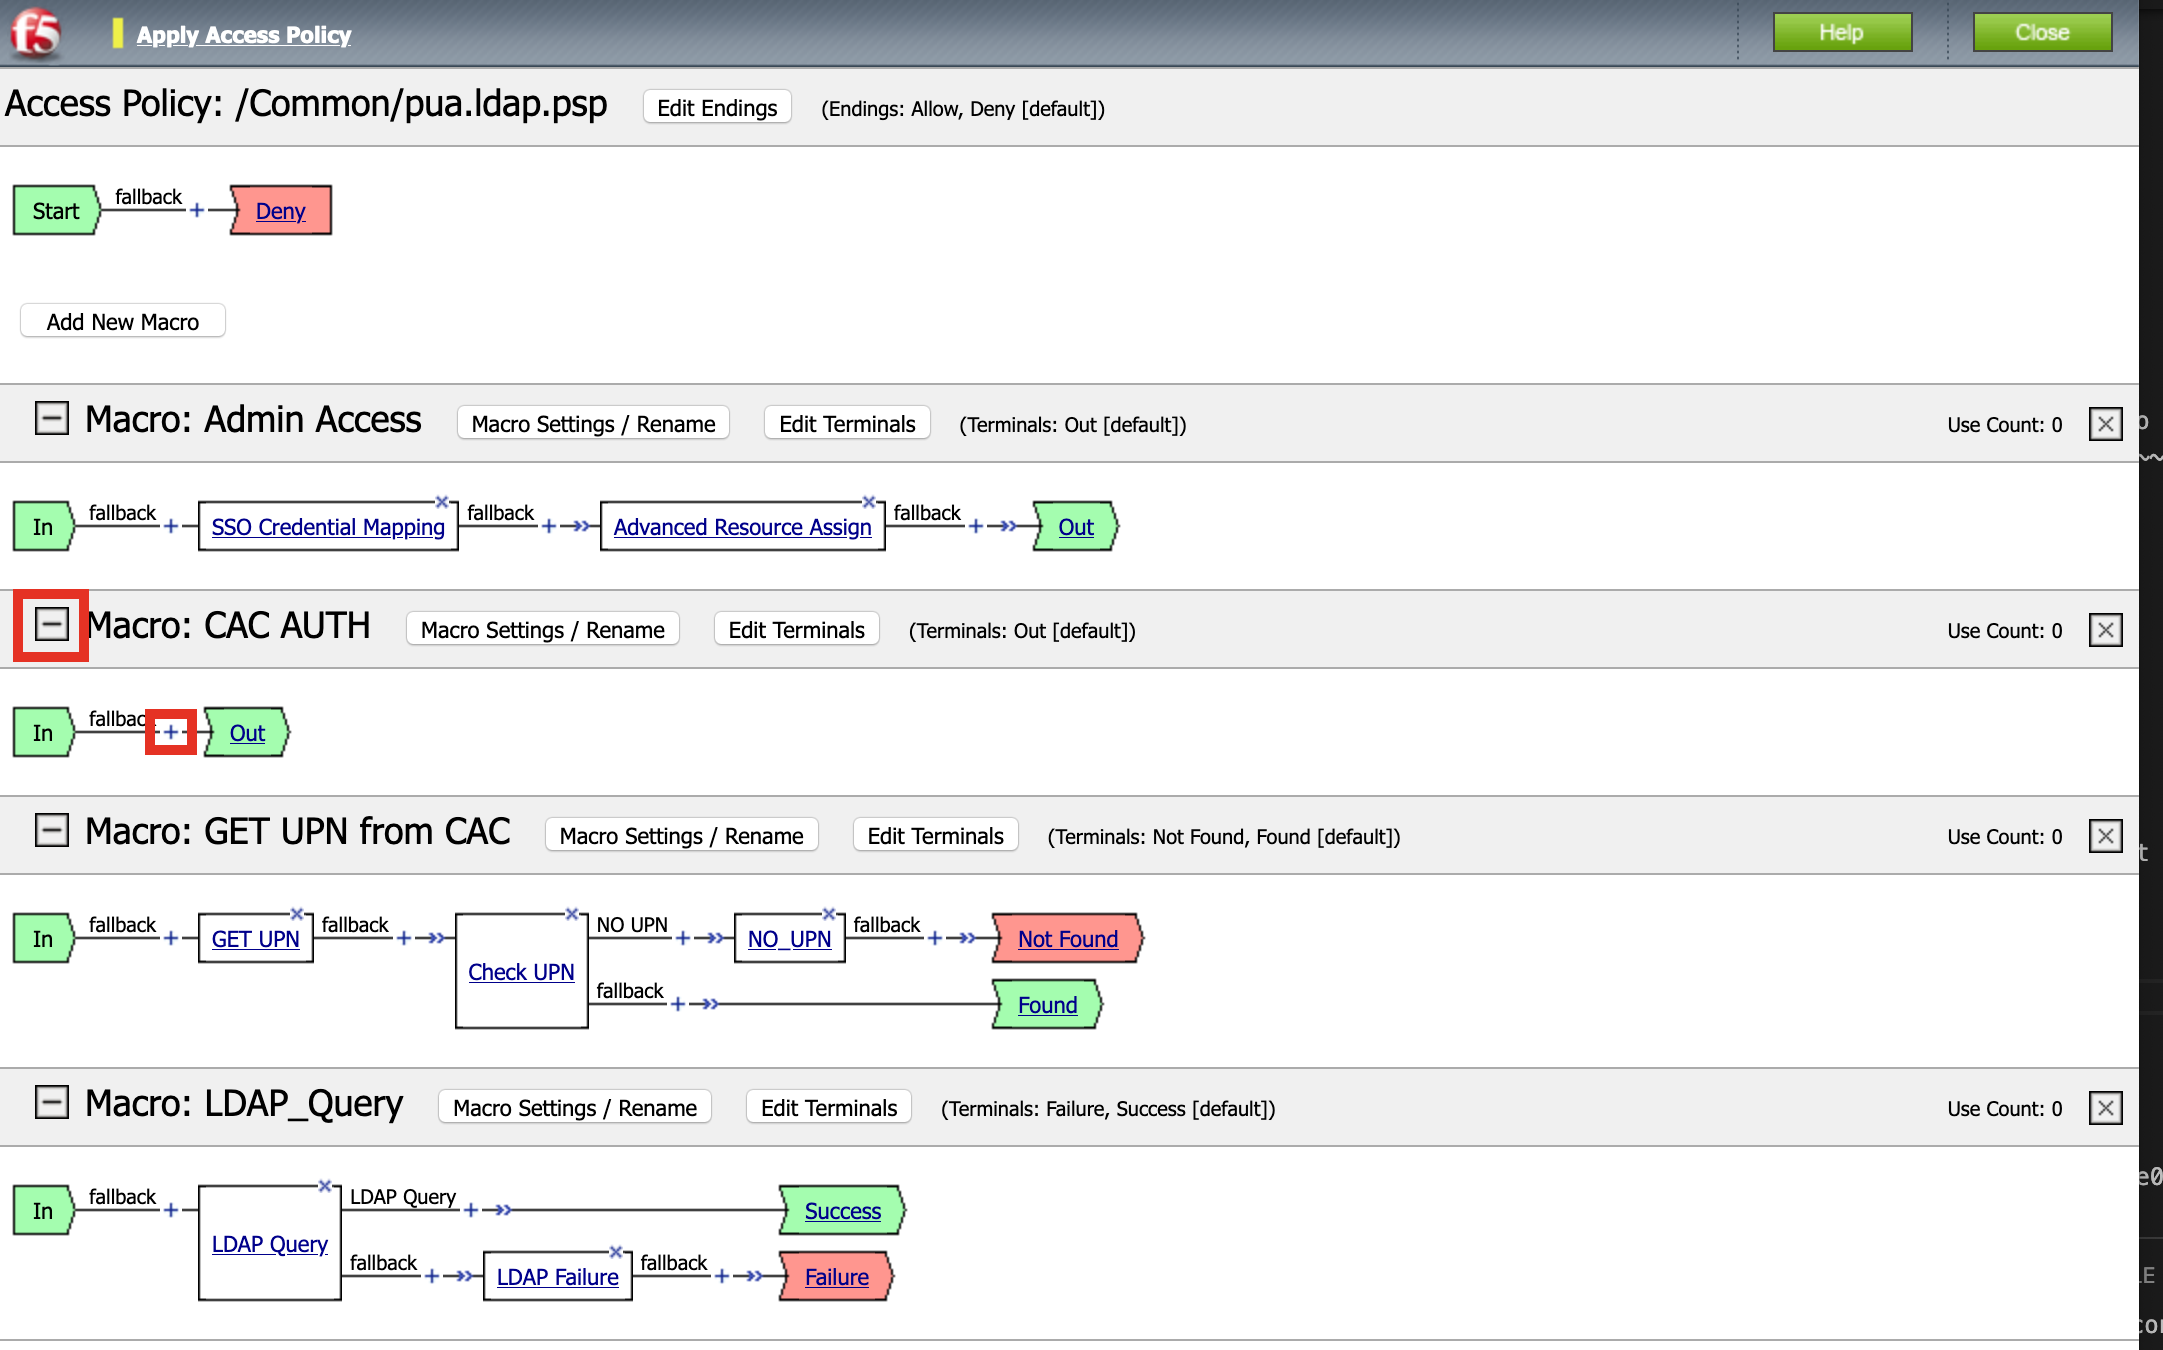 f5 Apply Access Policy Help Close
Access Policy: /Common/pua.ldap.psp Edit Endings (Endings: Allow, Deny [default])
Start fallback + Deny
Add New Macro
Macro: Admin Access Macro Settings / Rename Edit Terminals (Terminals: Out [default]) Use Count: 0
In fallback + SSO Credential Mapping fallback + Advanced Resource Assign fallback + Out
Macro: CAC AUTH Macro Settings / Rename Edit Terminals (Terminals: Out [default]) Use Count: 0
In fallback + Out
Macro: GET UPN from CAC Macro Settings / Rename Edit Terminals (Terminals: Not Found, Found [default]) Use Count: 0
In fallback + GET UPN fallback + Check UPN NO UPN + NO_UPN fallback + Not Found
fallback + Found
Macro: LDAP_Query Macro Settings / Rename Edit Terminals (Terminals: Failure, Success [default]) Use Count: 0
In fallback + LDAP Query LDAP Query + Success
fallback + LDAP Failure fallback + Failure